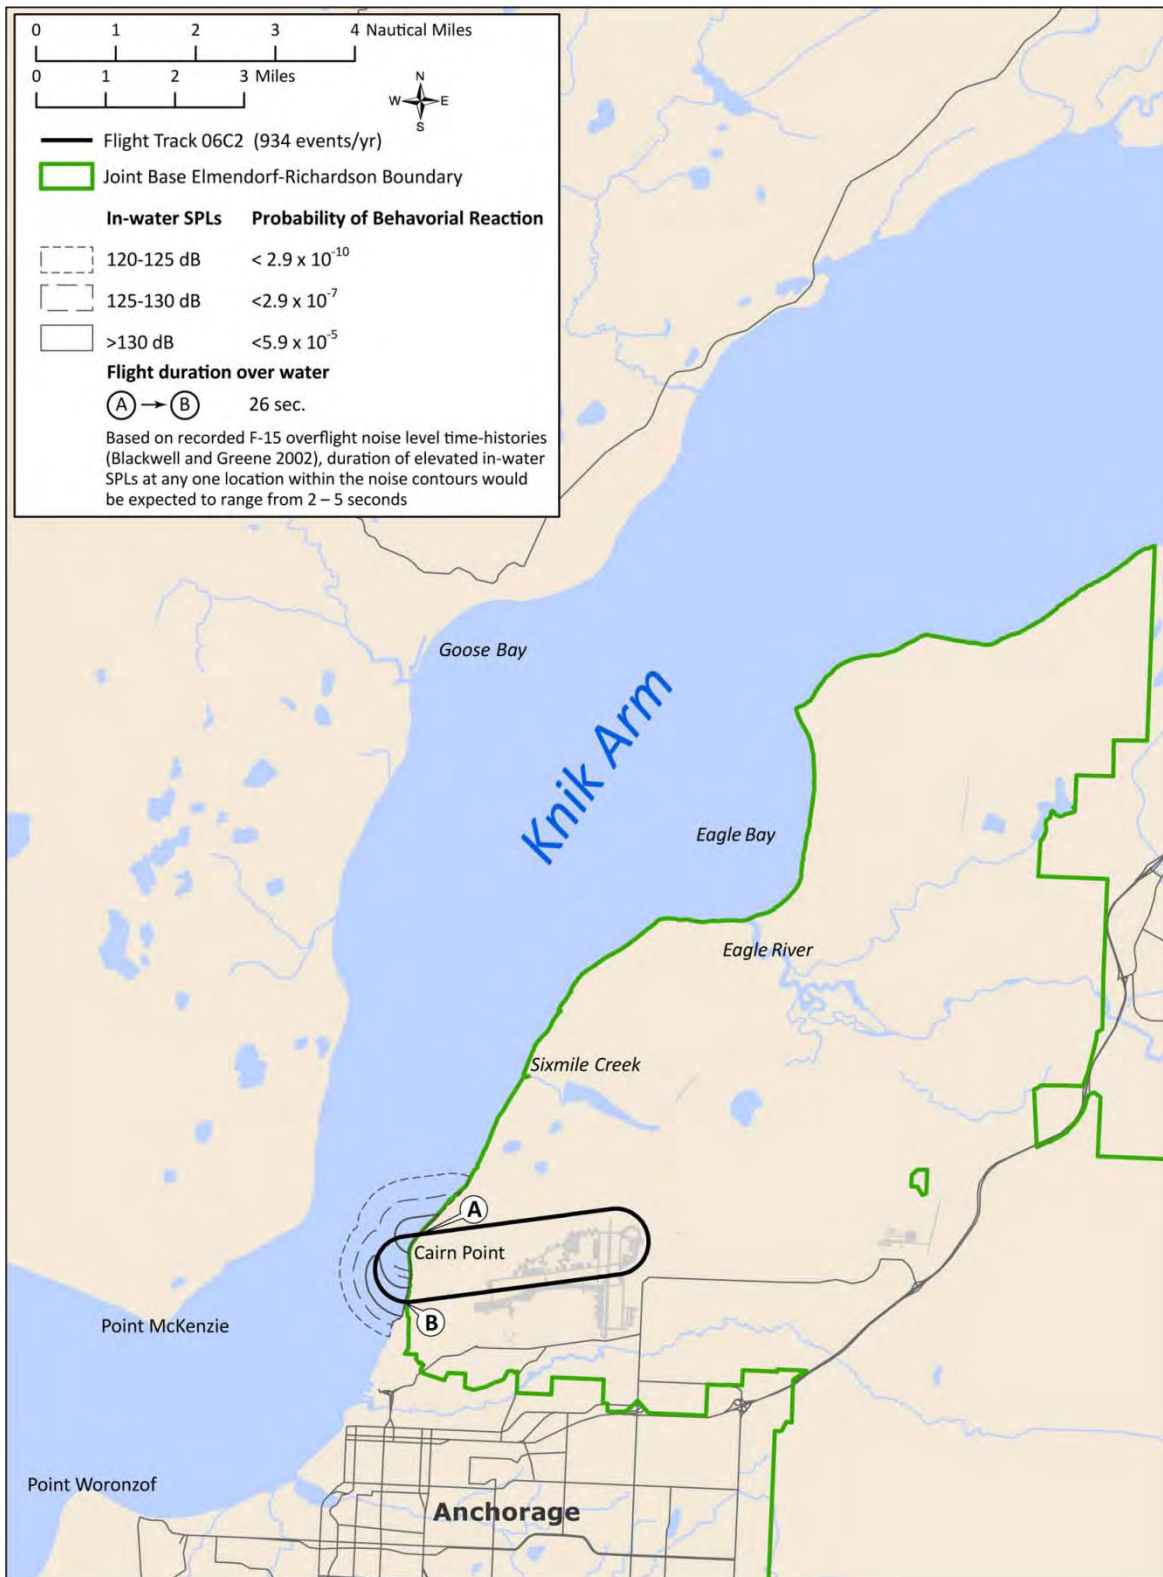 0 1 2 3 4 Nautical Miles
0 1 2 3 Miles
N
W E
S
Flight Track 06C2 (934 events/yr)
Joint Base Elmendorf-Richardson Boundary
In-water SPLs Probability of Behavorial Reaction
120-125 dB < 2.9 x 10⁻¹⁰
125-130 dB <2.9 x 10⁻⁷
>130 dB <5.9 x 10⁻⁵
Flight duration over water
A → B 26 sec.
Based on recorded F-15 overflight noise level time-histories
(Blackwell and Greene 2002), duration of elevated in-water
SPLs at any one location within the noise contours would
be expected to range from 2 – 5 seconds
Goose Bay
Knik Arm
Eagle Bay
Eagle River
Sixmile Creek
A
Cairn Point
B
Point McKenzie
Point Woronzof
Anchorage